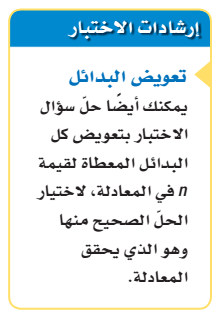 إرشادات الاختبار
تعويض البدائل
يمكنك أيضًا حلّ سؤال
الاختبار بتعويض كل
البدائل المعطاة لقيمة
n في المعادلة، لاختيار
الحلّ الصحيح منها
وهو الذي يحقق
المعادلة.